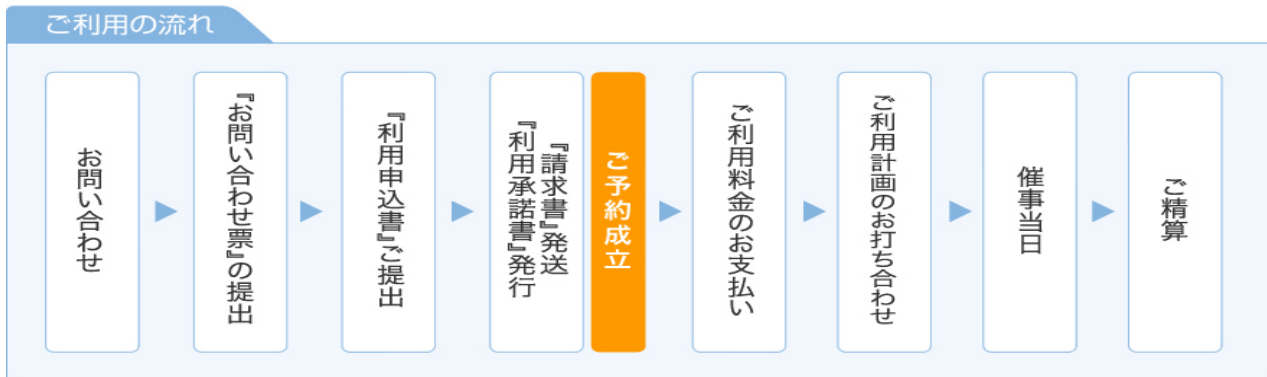 ご利用の流れ
お問い合わせ
『お問い合わせ票』の提出
『利用申込書』ご提出
『請求書』発送
『利用承諾書』発行
ご予約成立
ご利用料金のお支払い
ご利用計画のお打ち合わせ
催事当日
ご精算